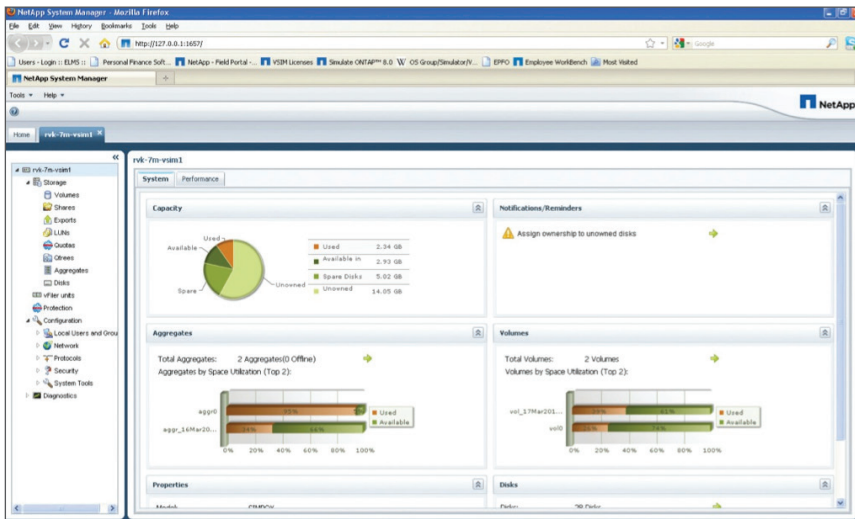 NetApp System Manager - Mozilla Firefox
File Edit View History Bookmarks Tools Help
http://127.0.0.1:1657/
Google
Users - Login :: ELMS :: Personal Finance Soft... NetApp - Field Portal -... VSIM Licenses Simulate ONTAP™ 8.0 OS Group/Simulator/V... EPFO Employee WorkBench Most Visited
NetApp System Manager
Tools Help
NetApp
Home rvk-7m-vsim1
rvk-7m-vsim1
rvk-7m-vsim1
Storage
Volumes
Shares
Exports
LUNs
Quotas
Qtrees
Aggregates
Disks
vFiler units
Protection
Configuration
Local Users and Grou
Network
Protocols
Security
System Tools
Diagnostics
System Performance
Capacity
Used
Available
Spare
Unowned
Used 2.34 GB
Available in 2.93 GB
Spare Disks 5.02 GB
Unowned 14.05 GB
Notifications/Reminders
Assign ownership to unowned disks
Aggregates
Total Aggregates: 2 Aggregates(0 Offline)
Aggregates by Space Utilization (Top 2):
aggr0
aggr_16Mar20...
Used
Available
0% 20% 40% 60% 80% 100%
Volumes
Total Volumes: 2 Volumes
Volumes by Space Utilization (Top 2):
vol_17Mar201...
vol0
Used
Available
0% 20% 40% 60% 80% 100%
Properties
Disks